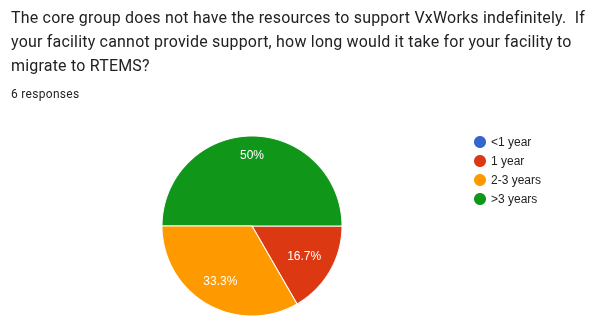 The core group does not have the resources to support VxWorks indefinitely.  If
your facility cannot provide support, how long would it take for your facility to
migrate to RTEMS?
6 responses
50%
16.7%
33.3%
<1 year
1 year
2-3 years
>3 years